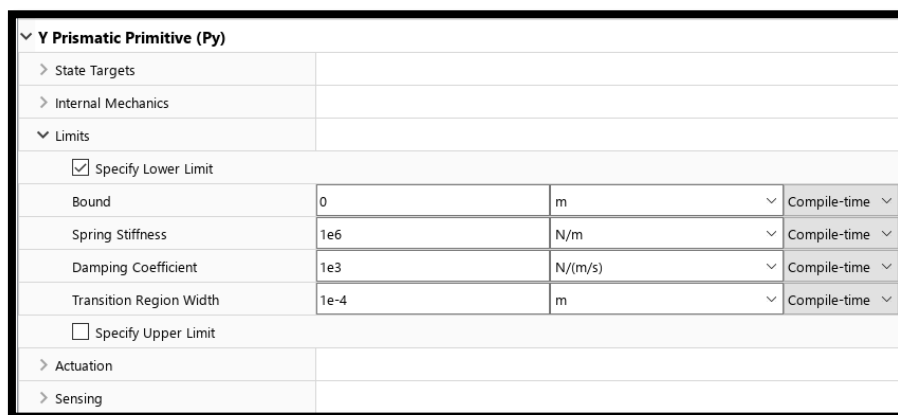 Y Prismatic Primitive (Py)
State Targets
Internal Mechanics
Limits
Specify Lower Limit
Bound 0 m Compile-time
Spring Stiffness 1e6 N/m Compile-time
Damping Coefficient 1e3 N/(m/s) Compile-time
Transition Region Width 1e-4 m Compile-time
Specify Upper Limit
Actuation
Sensing